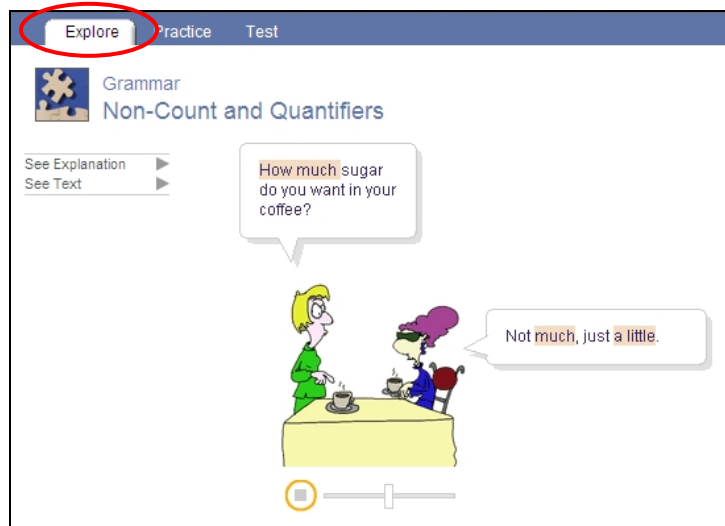 Explore Practice Test
Grammar
Non-Count and Quantifiers
See Explanation
See Text
How much sugar
do you want in your
coffee?
Not much, just a little.